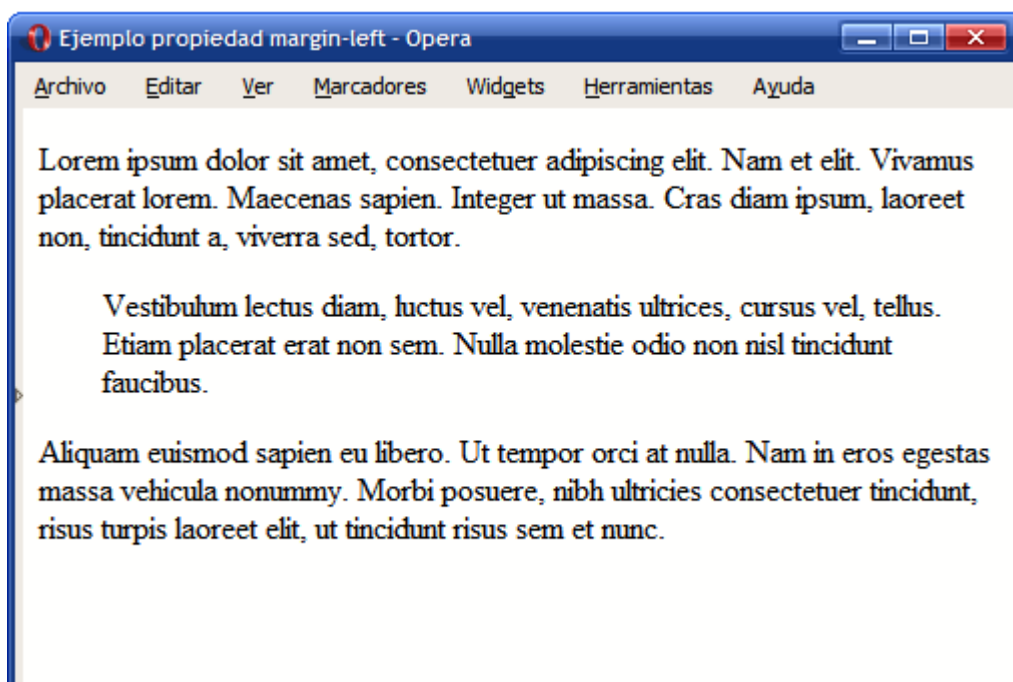 Ejemplo propiedad margin-left - Opera
Archivo Editar Ver Marcadores Widgets Herramientas Ayuda
Lorem ipsum dolor sit amet, consectetuer adipiscing elit. Nam et elit. Vivamus
placerat lorem. Maecenas sapien. Integer ut massa. Cras diam ipsum, laoreet
non, tincidunt a, viverra sed, tortor.
Vestibulum lectus diam, luctus vel, venenatis ultrices, cursus vel, tellus.
Etiam placerat erat non sem. Nulla molestie odio non nisl tincidunt
faucibus.
Aliquam euismod sapien eu libero. Ut tempor orci at nulla. Nam in eros egestas
massa vehicula nonummy. Morbi posuere, nibh ultricies consectetuer tincidunt,
risus turpis laoreet elit, ut tincidunt risus sem et nunc.